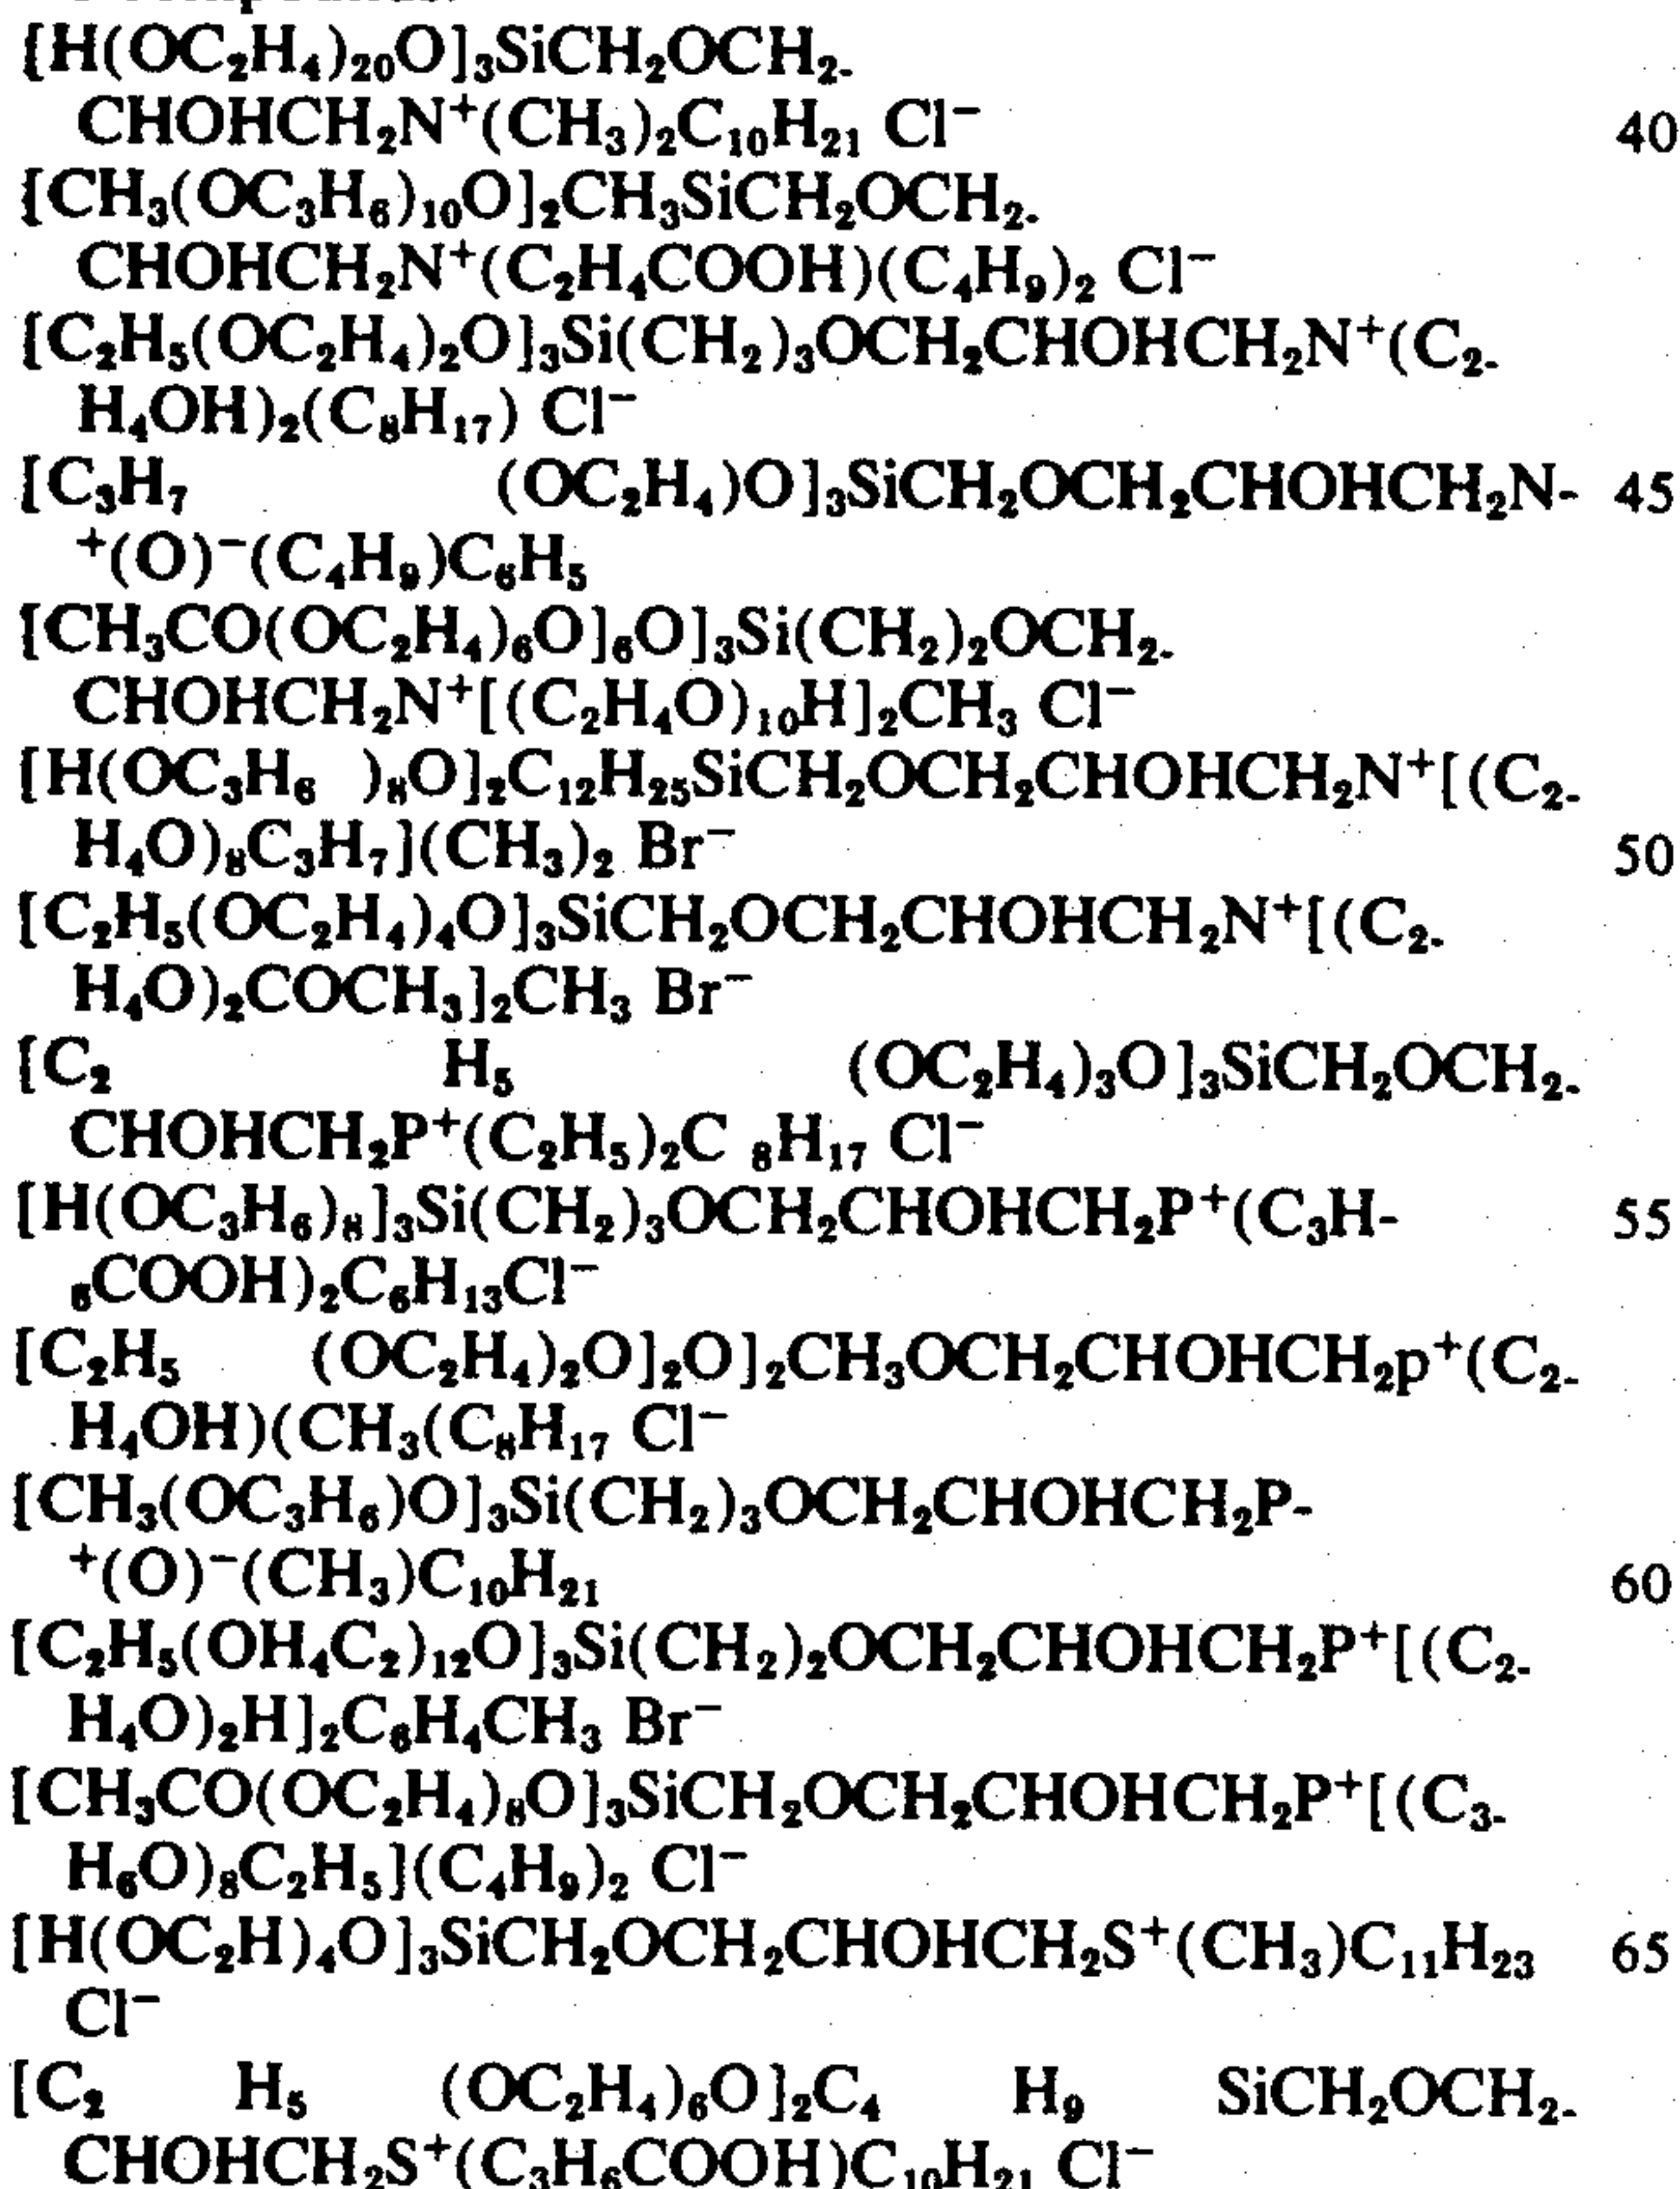 [H(OC₂H₄)₂₀O]₃SiCH₂OCH₂-
CHOHCH₂N⁺(CH₃)₂C₁₀H₂₁ Cl⁻ 40
[CH₃(OC₃H₆)₁₀O]₂CH₃SiCH₂OCH₂-
CHOHCH₂N⁺(C₂H₄COOH)(C₄H₉)₂ Cl⁻
[C₂H₅(OC₂H₄)₂O]₃Si(CH₂)₃OCH₂CHOHCH₂N⁺(C₂-
H₄OH)₂(C₈H₁₇) Cl⁻
[C₃H₇ (OC₂H₄)O]₃SiCH₂OCH₂CHOHCH₂N- 45
⁺(O)⁻(C₄H₉)C₆H₅
[CH₃CO(OC₂H₄)₆O]₆O]₃Si(CH₂)₂OCH₂-
CHOHCH₂N⁺[(C₂H₄O)₁₀H]₂CH₃ Cl⁻
[H(OC₃H₆ )₈O]₂C₁₂H₂₅SiCH₂OCH₂CHOHCH₂N⁺[(C₂-
H₄O)₈C₃H₇](CH₃)₂ Br⁻ 50
[C₂H₅(OC₂H₄)₄O]₃SiCH₂OCH₂CHOHCH₂N⁺[(C₂-
H₄O)₂COCH₃]₂CH₃ Br⁻
[C₂ H₅ (OC₂H₄)₃O]₃SiCH₂OCH₂-
CHOHCH₂P⁺(C₂H₅)₂C ₈H₁₇ Cl⁻
[H(OC₃H₆)₈]₃Si(CH₂)₃OCH₂CHOHCH₂P⁺(C₃H- 55
₆COOH)₂C₆H₁₃Cl⁻
[C₂H₅ (OC₂H₄)₂O]₂O]₂CH₃OCH₂CHOHCH₂p⁺(C₂-
H₄OH)(CH₃(C₈H₁₇ Cl⁻
[CH₃(OC₃H₆)O]₃Si(CH₂)₃OCH₂CHOHCH₂P-
⁺(O)⁻(CH₃)C₁₀H₂₁ 60
[C₂H₅(OH₄C₂)₁₂O]₃Si(CH₂)₂OCH₂CHOHCH₂P⁺[(C₂-
H₄O)₂H]₂C₆H₄CH₃ Br⁻
[CH₃CO(OC₂H₄)₈O]₃SiCH₂OCH₂CHOHCH₂P⁺[(C₃-
H₆O)₈C₂H₅](C₄H₉)₂ Cl⁻
[H(OC₂H)₄O]₃SiCH₂OCH₂CHOHCH₂S⁺(CH₃)C₁₁H₂₃ 65
Cl⁻
[C₂ H₅ (OC₂H₄)₆O]₂C₄ H₉ SiCH₂OCH₂-
CHOHCH₂S⁺(C₃H₆COOH)C₁₀H₂₁ Cl⁻